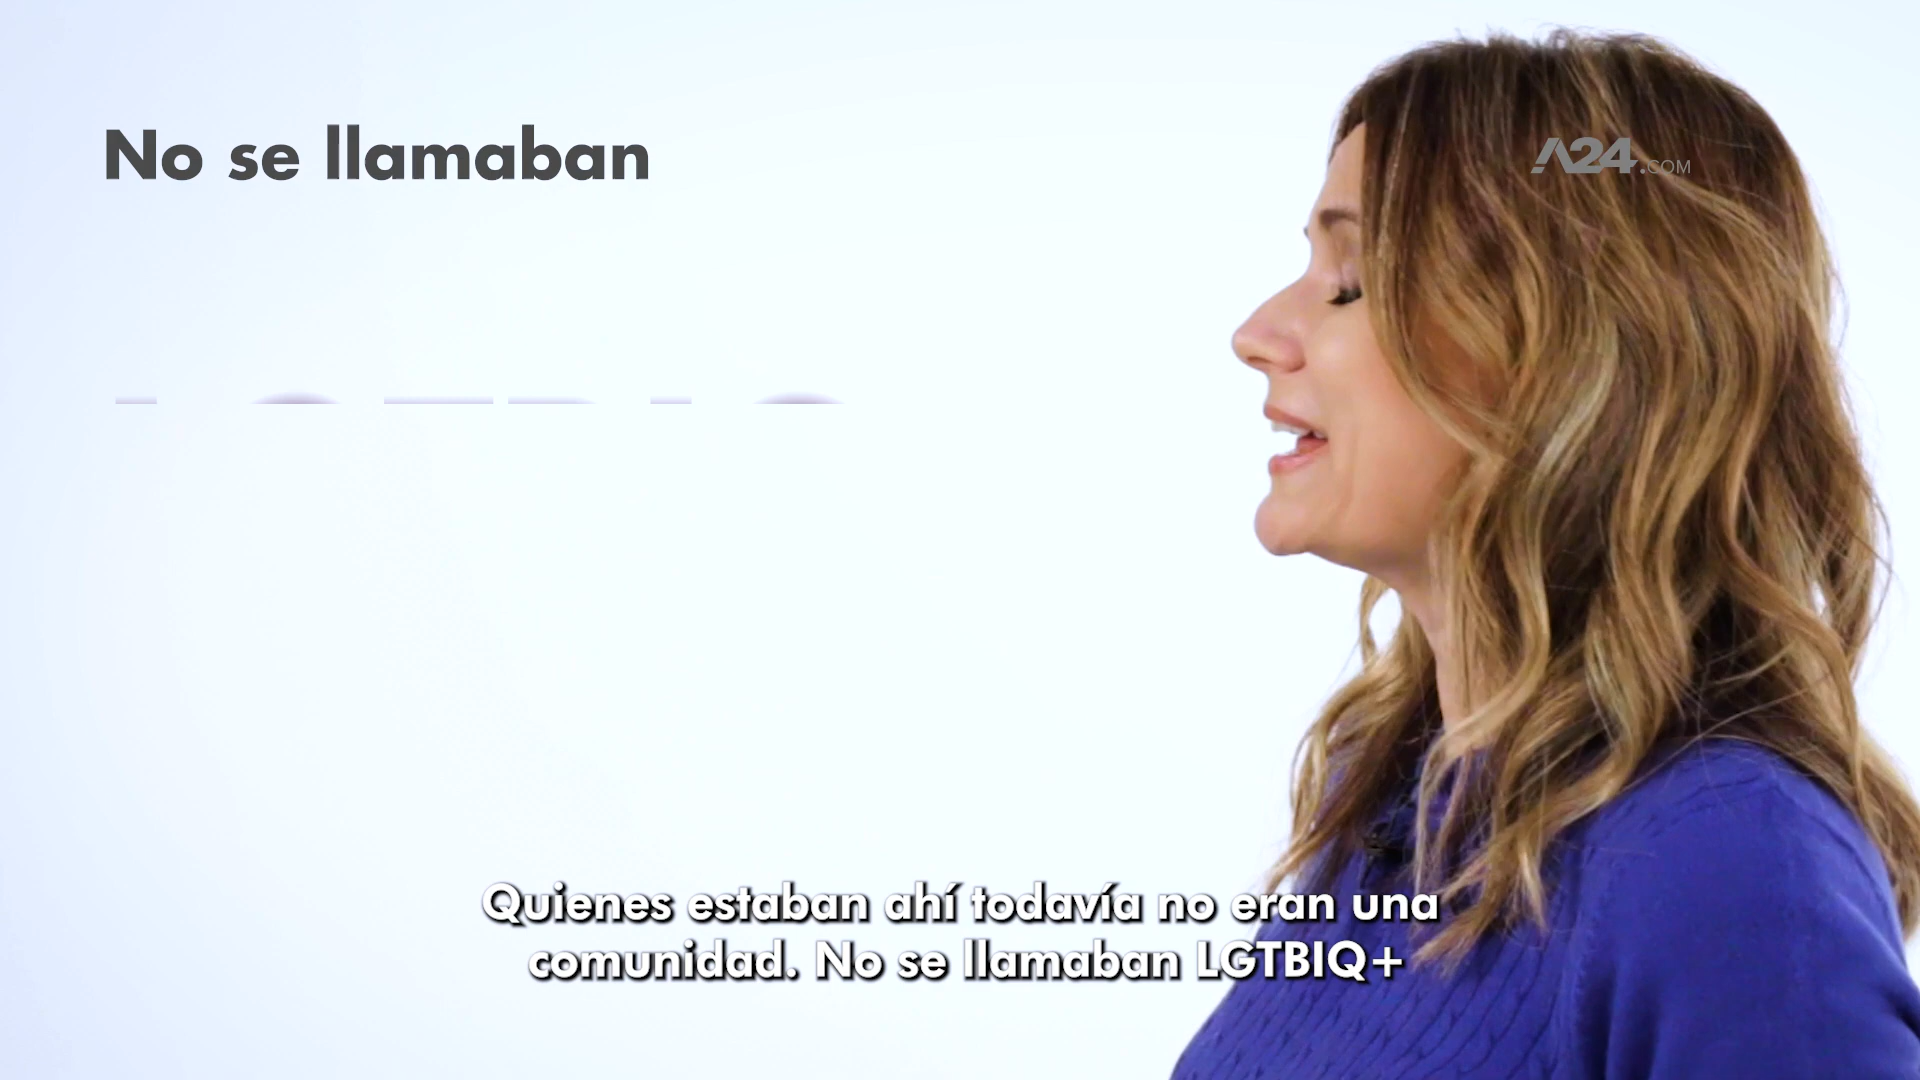 No se llamaban
A24.COM
Quienes estaban ahí todavía no eran una
comunidad. No se llamaban LGTBIQ+